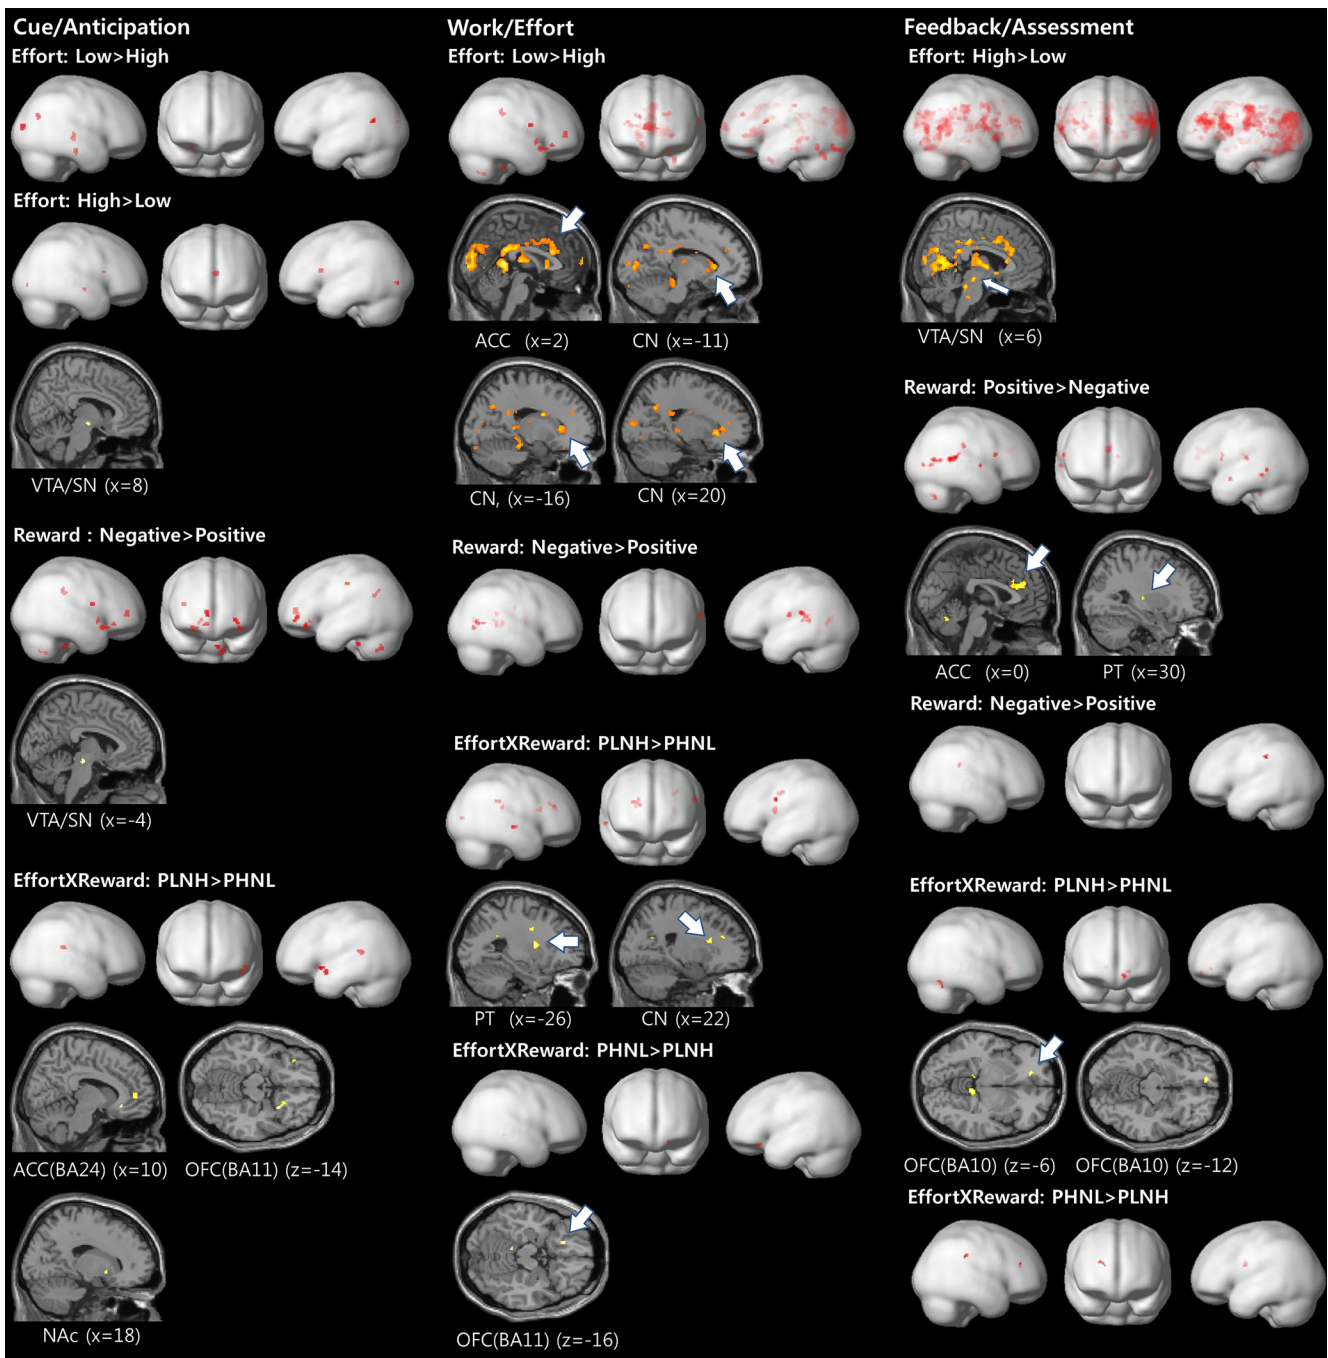 Cue/Anticipation
Effort: Low>High
Effort: High>Low
VTA/SN (x=8)
Reward : Negative>Positive
VTA/SN (x=-4)
EffortXReward: PLNH>PHNL
ACC(BA24) (x=10) OFC(BA11) (z=-14)
NAc (x=18)
Work/Effort
Effort: Low>High
ACC (x=2) CN (x=-11)
CN, (x=-16) CN (x=20)
Reward: Negative>Positive
EffortXReward: PLNH>PHNL
PT (x=-26) CN (x=22)
EffortXReward: PHNL>PLNH
OFC(BA11) (z=-16)
Feedback/Assessment
Effort: High>Low
VTA/SN (x=6)
Reward: Positive>Negative
ACC (x=0) PT (x=30)
Reward: Negative>Positive
EffortXReward: PLNH>PHNL
OFC(BA10) (z=-6) OFC(BA10) (z=-12)
EffortXReward: PHNL>PLNH